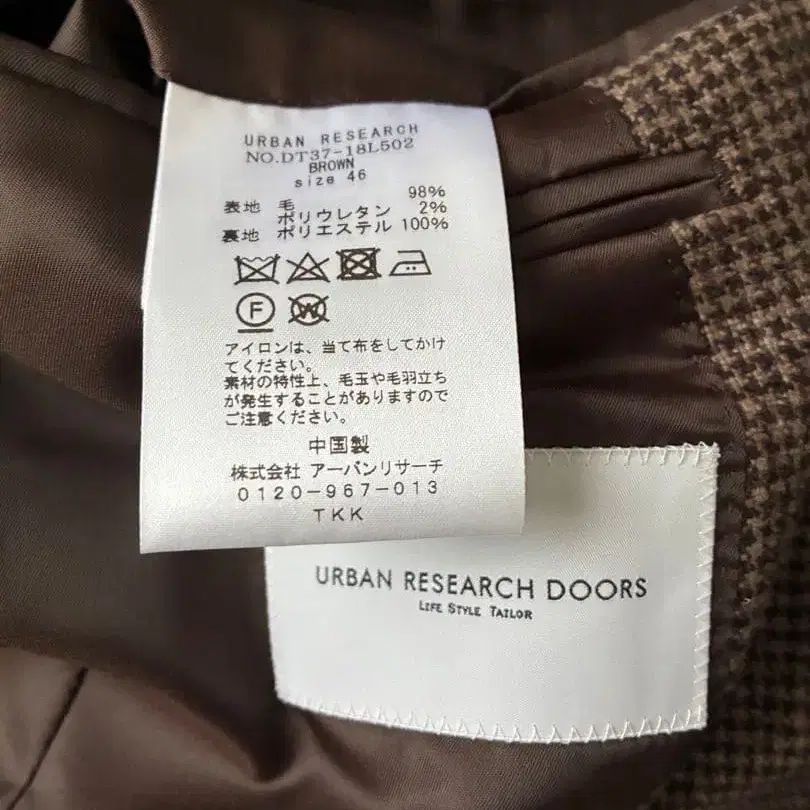 URBAN RESEARCH
NO.DT37-18L502
BROWN
size 46
表地 毛 98%
ポリウレタン 2%
裏地 ポリエステル 100%
F W
アイロンは、当て布をしてかけ
てください。
素材の特性上、毛玉や毛羽立ち
が発生することがありますので
ご注意ください。
中国製
株式会社 アーバンリサーチ
0120-967-013
TKK
URBAN RESEARCH DOORS
LIFE STYLE TAILOR